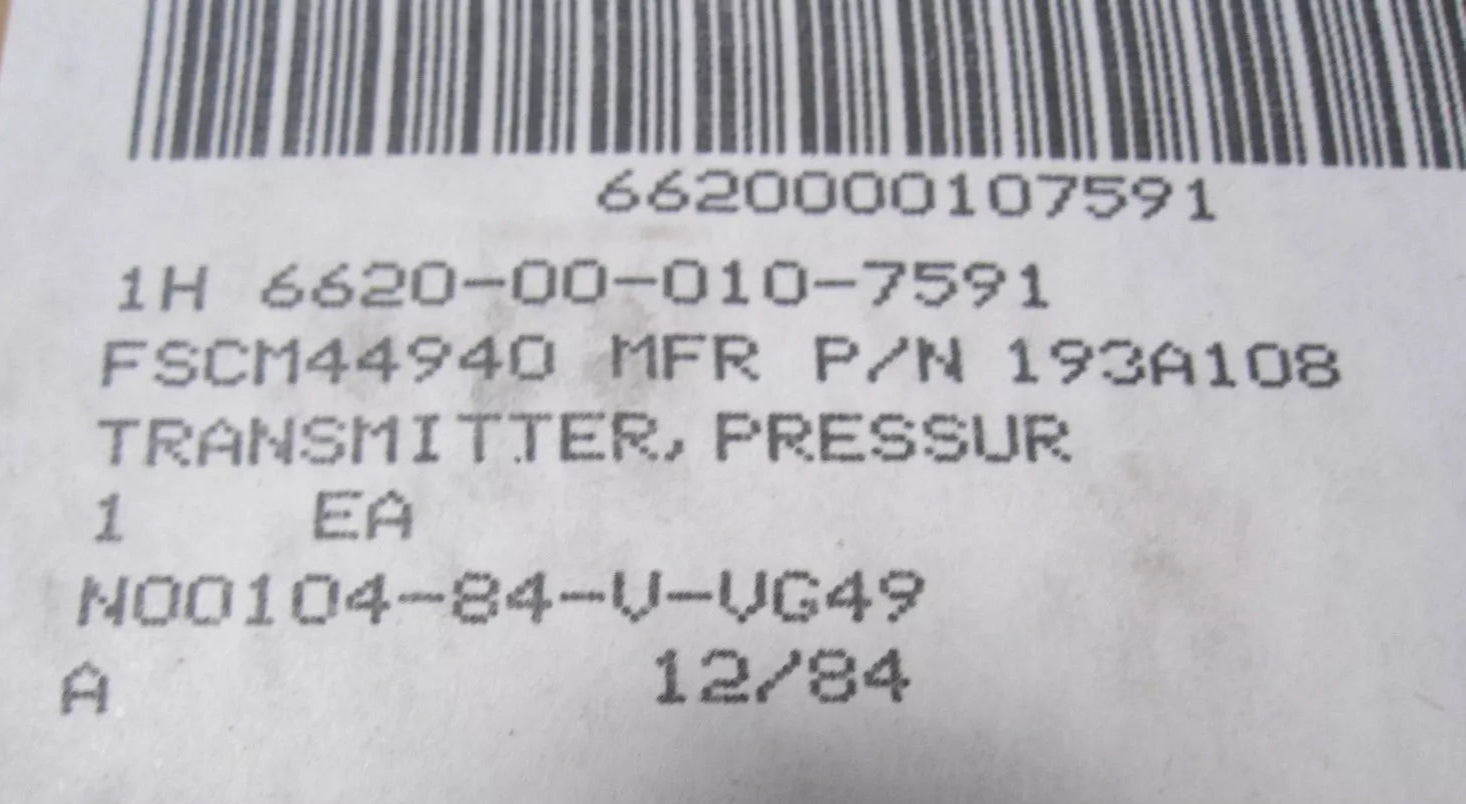 6620000107591
1H 6620-00-010-7591
FSCM44940 MFR P/N 193A108
TRANSMITTER, PRESSUR
1 EA
N00104-84-V-VG49
A 12/84